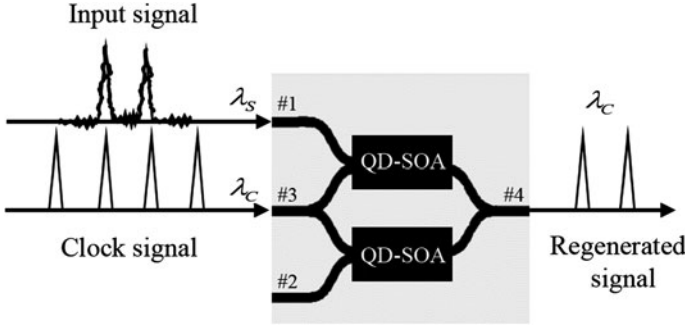 Input signal
λS
#1
λC
QD-SOA
λC
#3
#4
Clock signal
QD-SOA
Regenerated
signal
#2